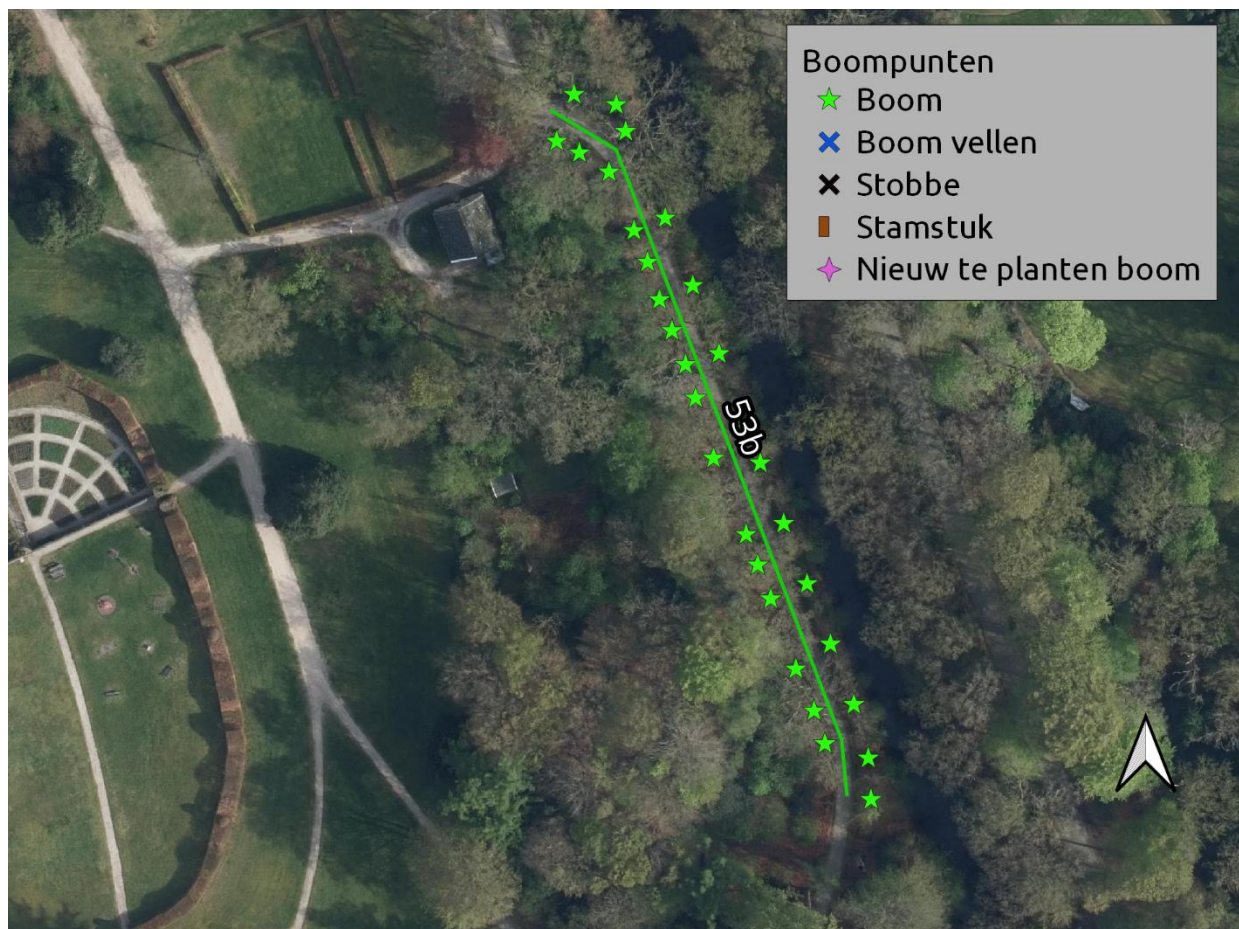 Boompunten
Boom
Boom vellen
Stobbe
Stamstuk
Nieuw te planten boom
53b